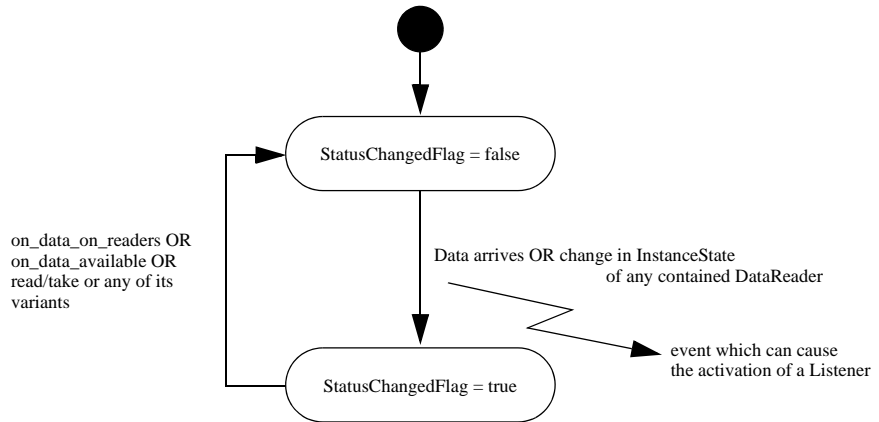 StatusChangedFlag = false
on_data_on_readers OR
on_data_available OR
read/take or any of its
variants
Data arrives OR change in InstanceState
of any contained DataReader
event which can cause
the activation of a Listener
StatusChangedFlag = true